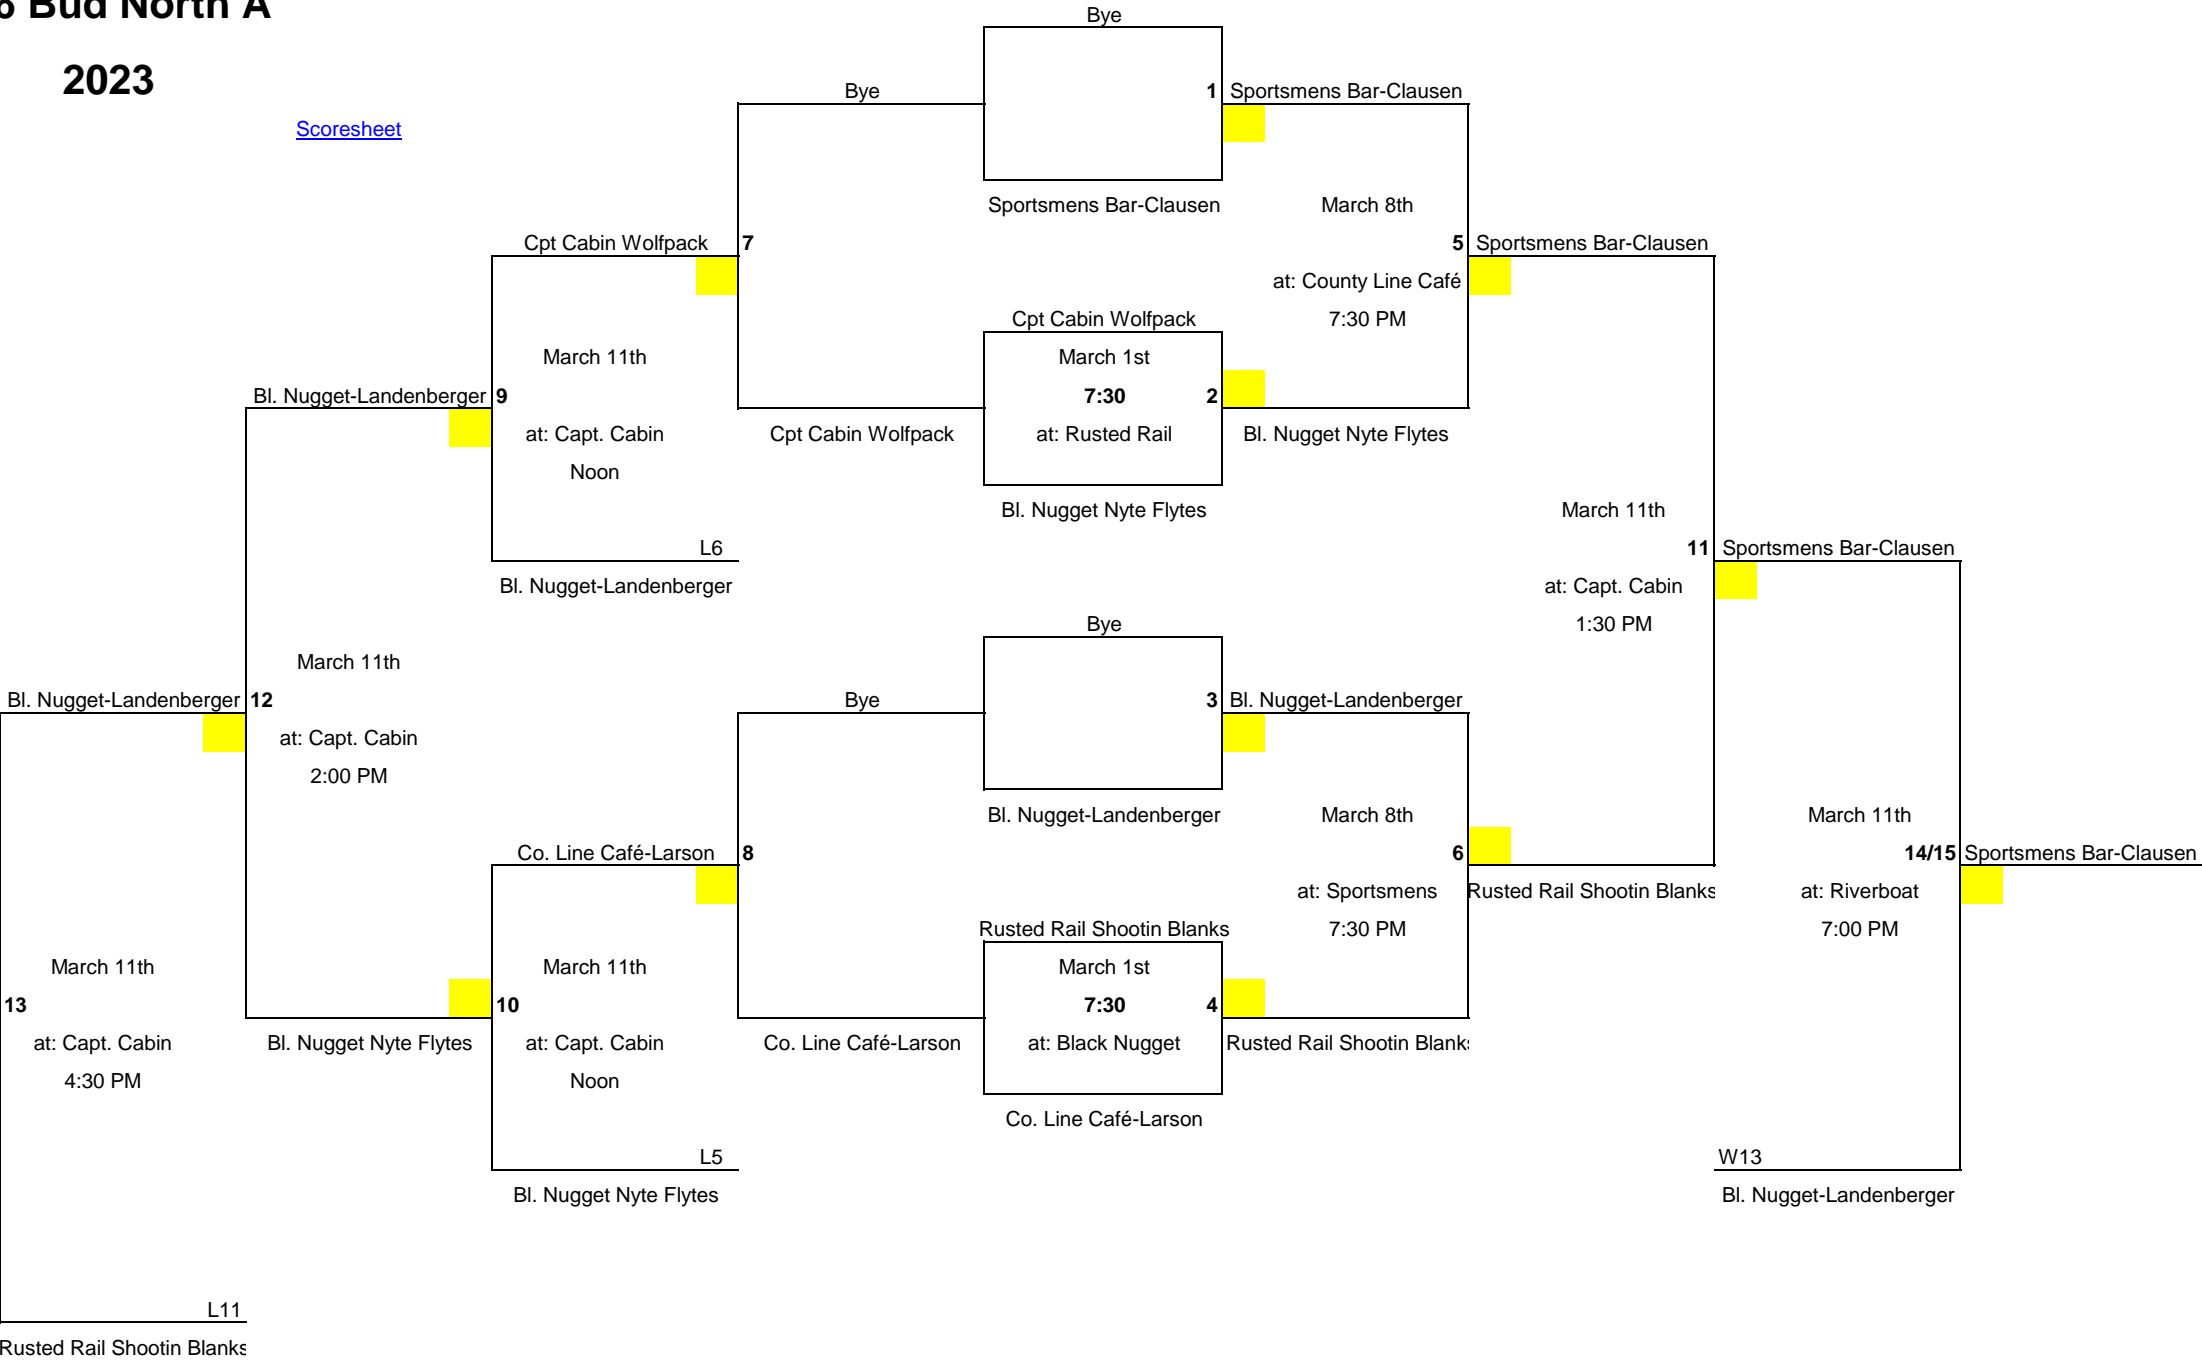 Bud North A
Bye
2023
Bye
1 Sportsmens Bar-Clausen
Scoresheet
Sportsmens Bar-Clausen
March 8th
Cpt Cabin Wolfpack
7
5 Sportsmens Bar-Clausen
at: County Line Café
Cpt Cabin Wolfpack
7:30 PM
March 11th
March 1st
Bl. Nugget-Landenberger 9
7:30
2
at: Capt. Cabin
Cpt Cabin Wolfpack
at: Rusted Rail
Bl. Nugget Nyte Flytes
Noon
Bl. Nugget Nyte Flytes
March 11th
L6
11 Sportsmens Bar-Clausen
Bl. Nugget-Landenberger
at: Capt. Cabin
Bye
1:30 PM
March 11th
Bl. Nugget-Landenberger 12
Bye
3 Bl. Nugget-Landenberger
at: Capt. Cabin
2:00 PM
Bl. Nugget-Landenberger
March 8th
March 11th
Co. Line Café-Larson
8
6
14/15 Sportsmens Bar-Clausen
at: Sportsmens
Rusted Rail Shootin Blanks
at: Riverboat
Rusted Rail Shootin Blanks
7:30 PM
7:00 PM
March 11th
March 11th
March 1st
13
10
7:30
4
at: Capt. Cabin
Bl. Nugget Nyte Flytes
at: Capt. Cabin
Co. Line Café-Larson
at: Black Nugget
Rusted Rail Shootin Blanks
4:30 PM
Noon
Co. Line Café-Larson
L5
W13
Bl. Nugget Nyte Flytes
Bl. Nugget-Landenberger
L11
Rusted Rail Shootin Blanks